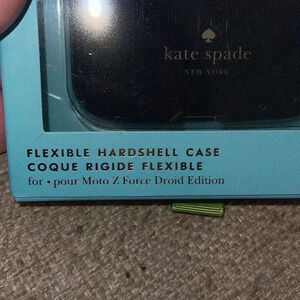 kate spade
NEW YORK
FLEXIBLE HARDSHELL CASE
COQUE RIGIDE FLEXIBLE
for • pour Moto Z Force Droid Edition